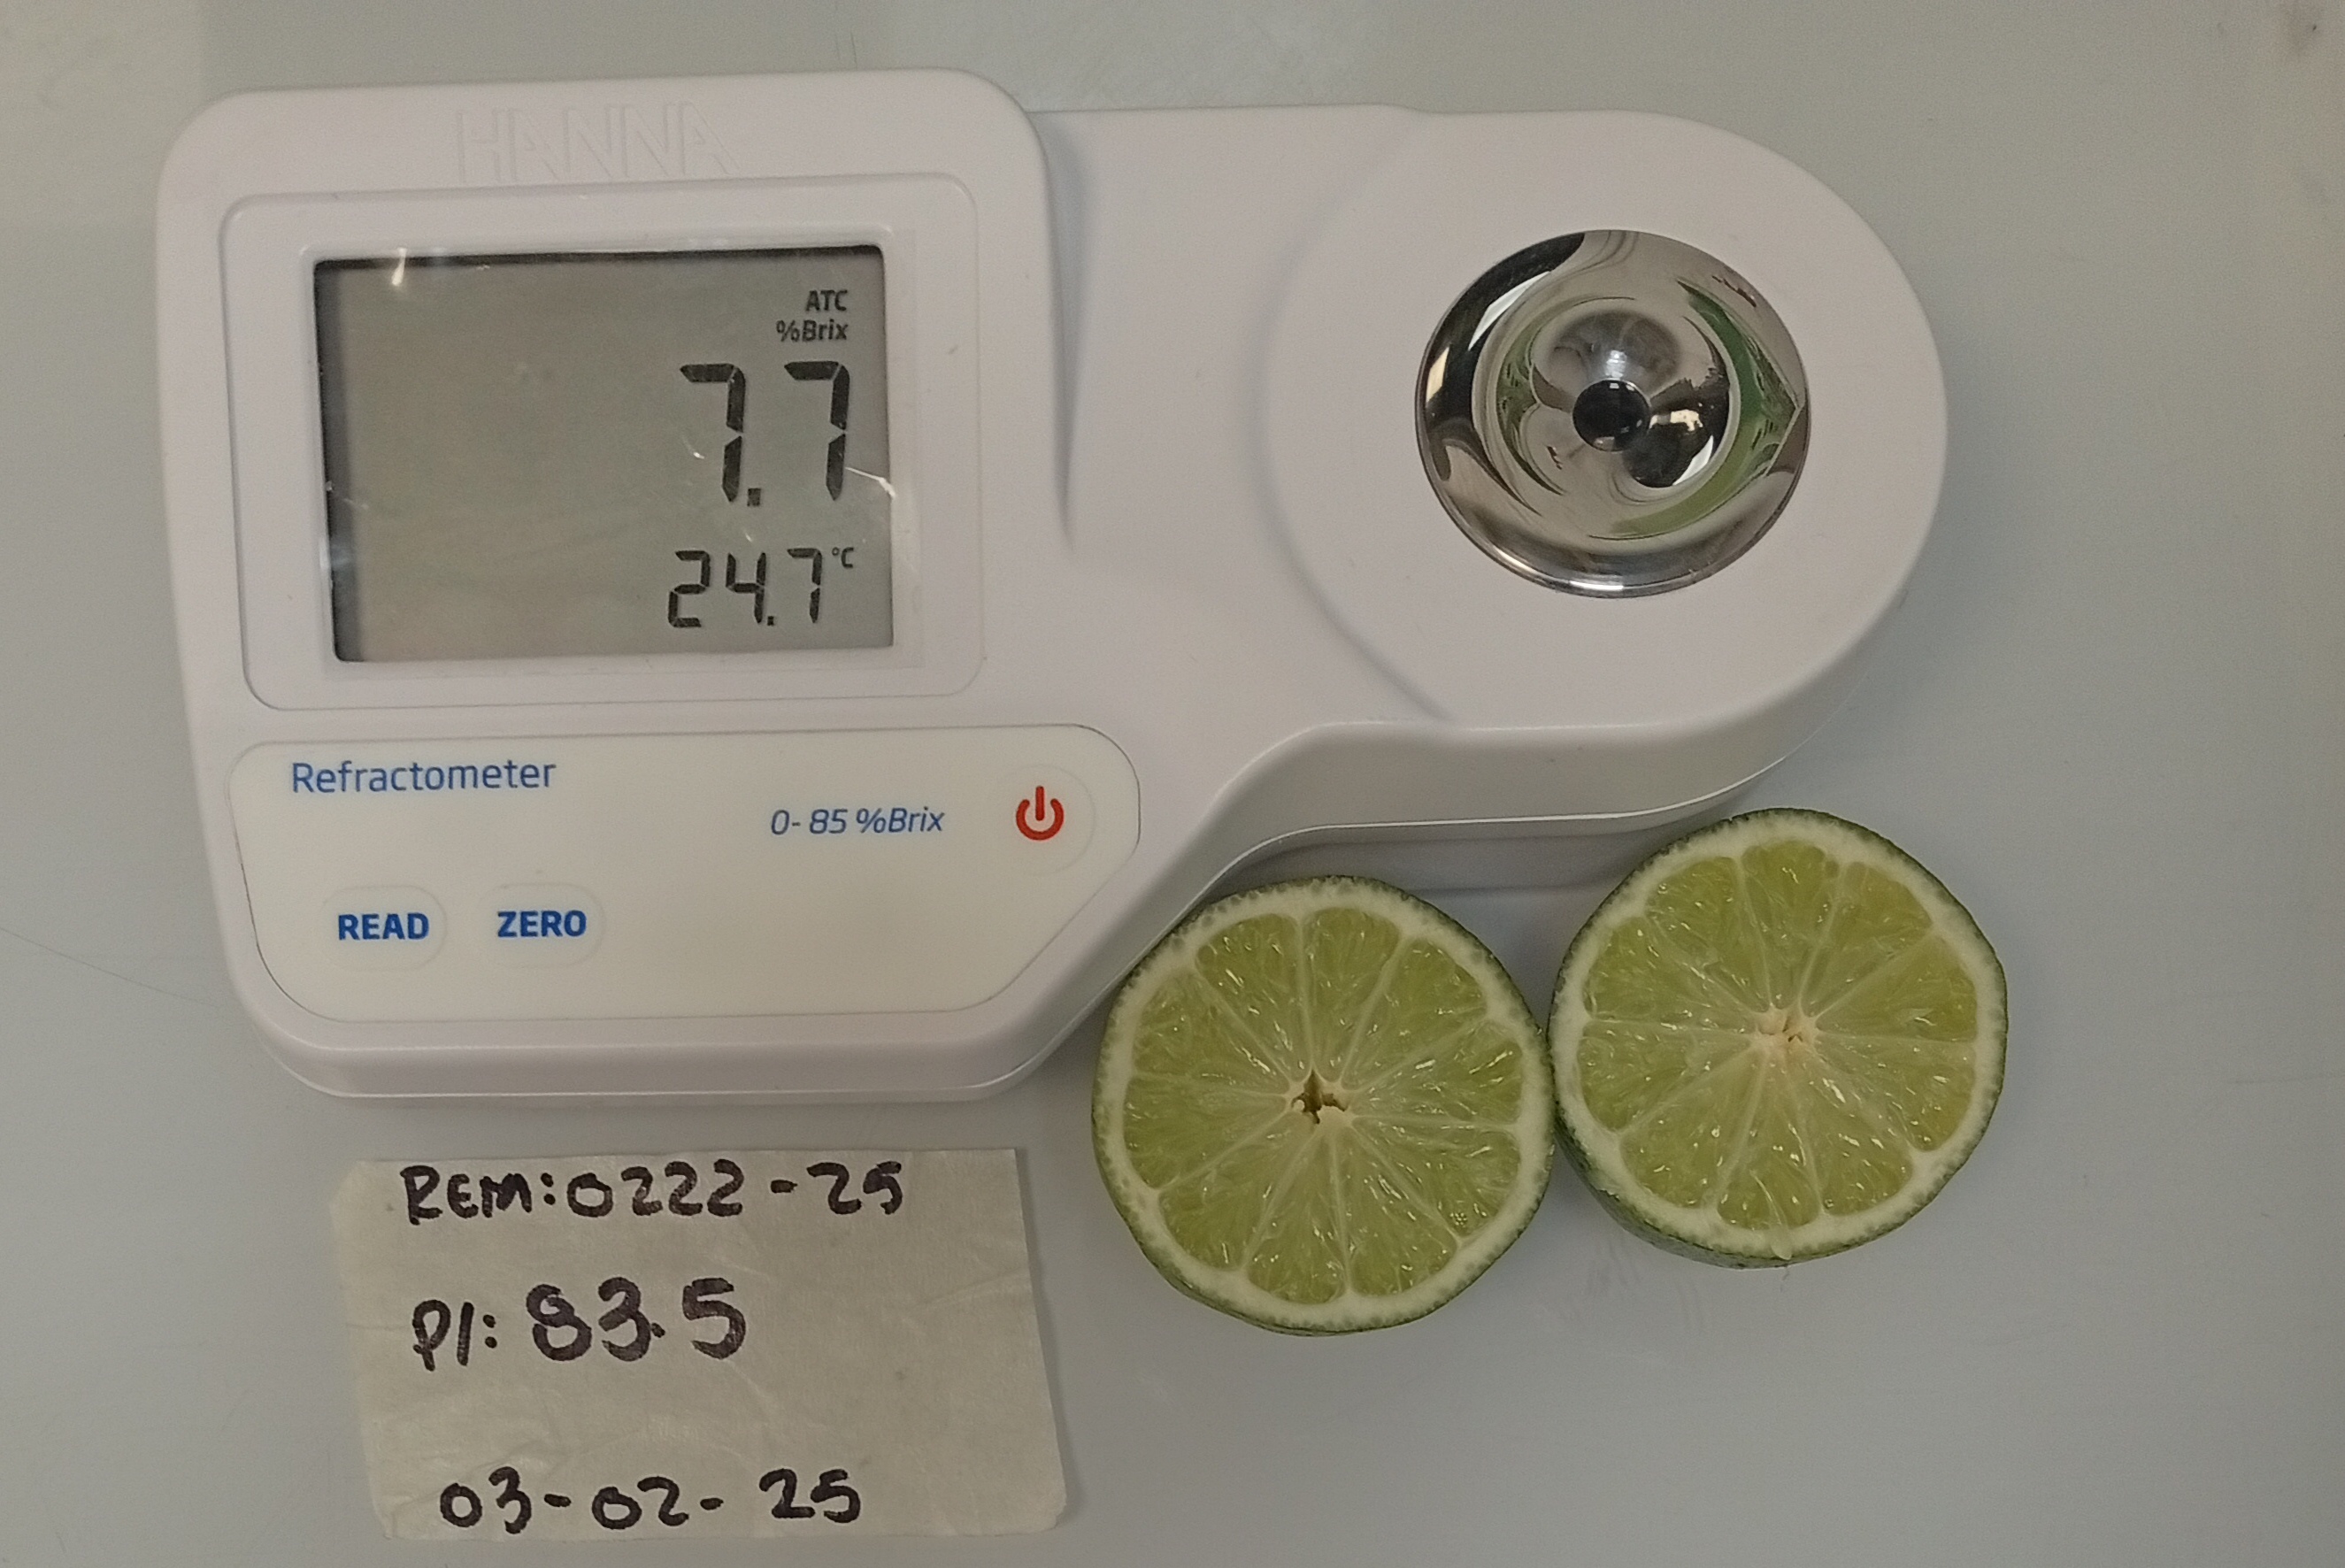 HANNA
ATC
%Brix
7.7
24.7°C
Refractometer
0-85 %Brix
READ ZERO
REM:0222-25
P/: 83.5
03-02-25